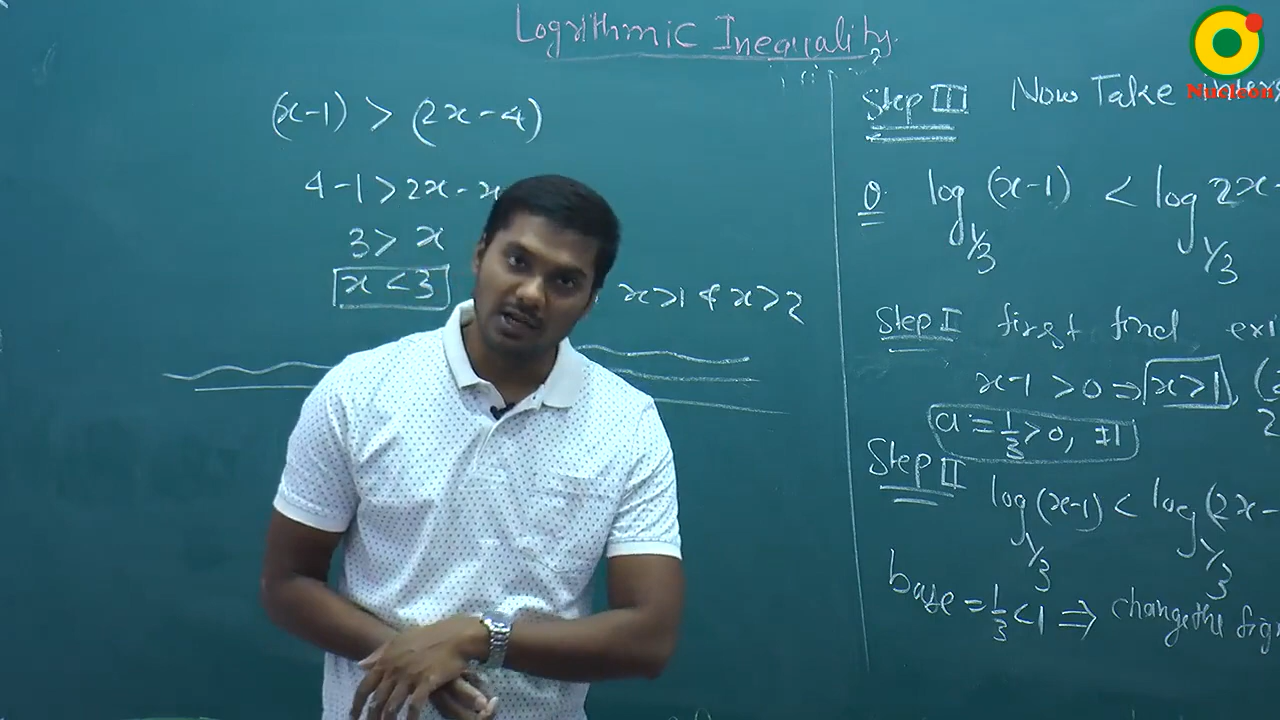 Logrithmic Inequality
Nucleon
(x-1) > (2x-4)
4-1 > 2x-x
3 > x
x < 3
x>1 & x>2
Step III Now Take
Q. log 1/3 (x-1) < log 1/3 2x-
Step I first find
x-1 > 0 ⇒ x>1, (
2
a = 1/3 > 0, ≠1
Step II
log 1/3 (x-1) < log 1/3 (2x-
base = 1/3 < 1 ⇒ change the